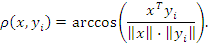 ρ(x, y_i) = arccos( x^T y_i / (‖x‖ · ‖y_i‖) ).